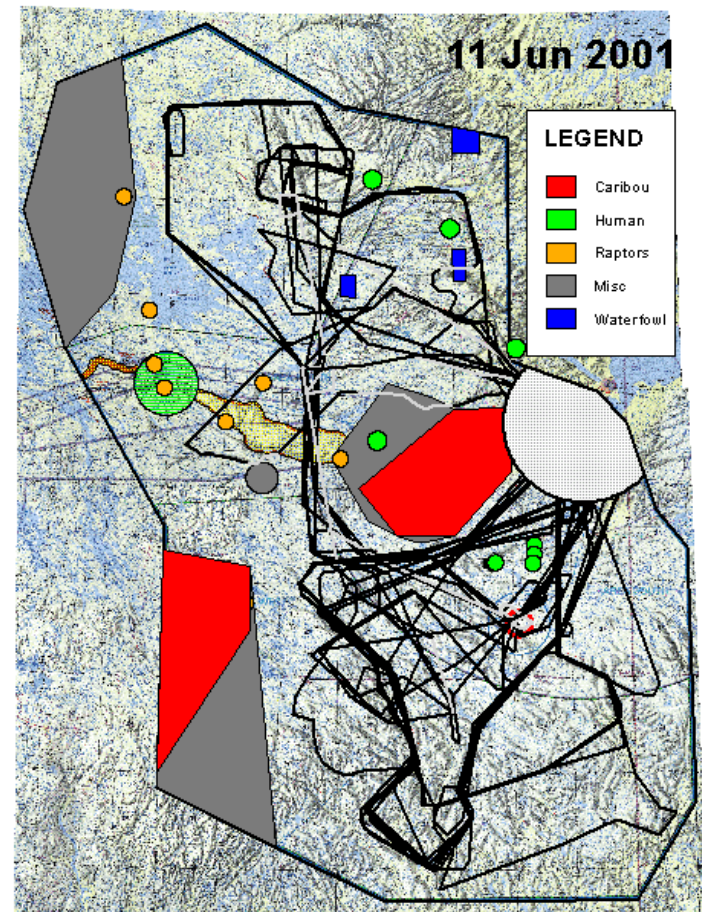 11 Jun 2001
LEGEND
Caribou
Human
Raptors
Misc
Waterfowl